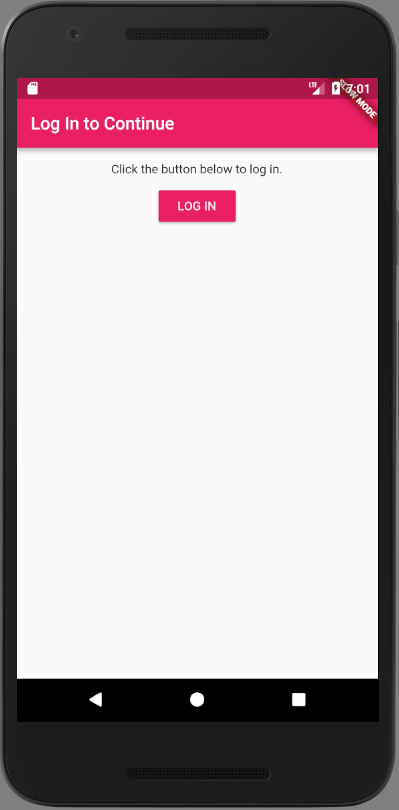 LTE 7:01
SLOW MODE
Log In to Continue
Click the button below to log in.
LOG IN